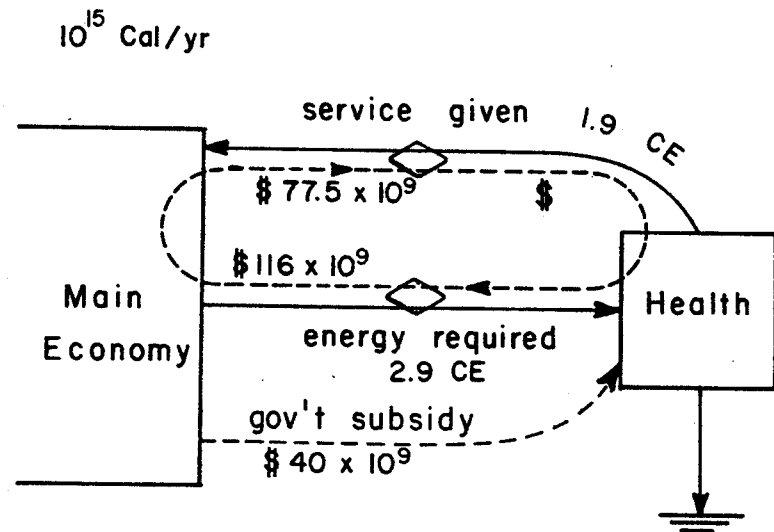 10^15 Cal/yr
service given 1.9 CE
$ 77.5 x 10^9 $
$ 116 x 10^9
Main
Economy
Health
energy required
2.9 CE
gov't subsidy
$ 40 x 10^9